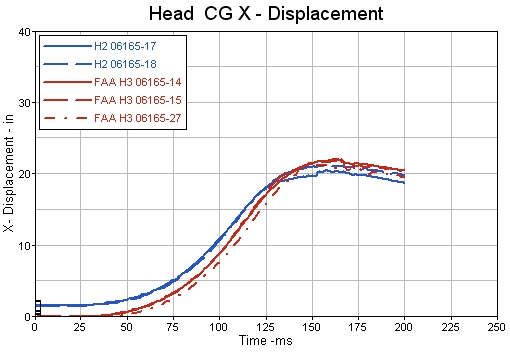 Head CG X - Displacement
40
H2 06165-17
H2 06165-18
FAA H3 06165-14
FAA H3 06165-15
FAA H3 06165-27
30
20
10
0
X- Displacement - in
0 25 50 75 100 125 150 175 200 225 250
Time -ms